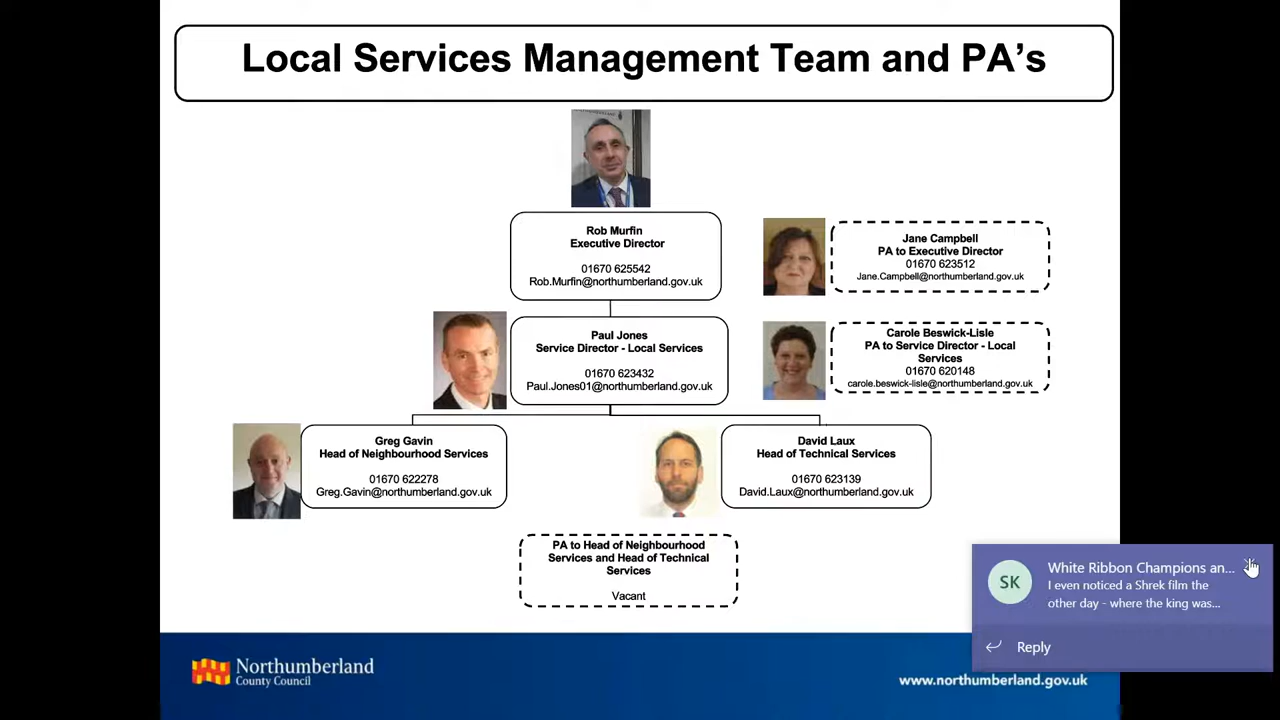 Local Services Management Team and PA's
Rob Murfin
Executive Director
01670 625542
Rob.Murfin@northumberland.gov.uk
Jane Campbell
PA to Executive Director
01670 623512
Jane.Campbell@northumberland.gov.uk
Paul Jones
Service Director - Local Services
01670 623432
Paul.Jones01@northumberland.gov.uk
Carole Beswick-Lisle
PA to Service Director - Local
Services
01670 620148
carole.beswick-lisle@northumberland.gov.uk
Greg Gavin
Head of Neighbourhood Services
01670 622278
Greg.Gavin@northumberland.gov.uk
David Laux
Head of Technical Services
01670 623139
David.Laux@northumberland.gov.uk
PA to Head of Neighbourhood
Services and Head of Technical
Services
Vacant
SK
White Ribbon Champions an...
I even noticed a Shrek film the
other day - where the king was...
Reply
Northumberland
County Council
www.northumberland.gov.uk